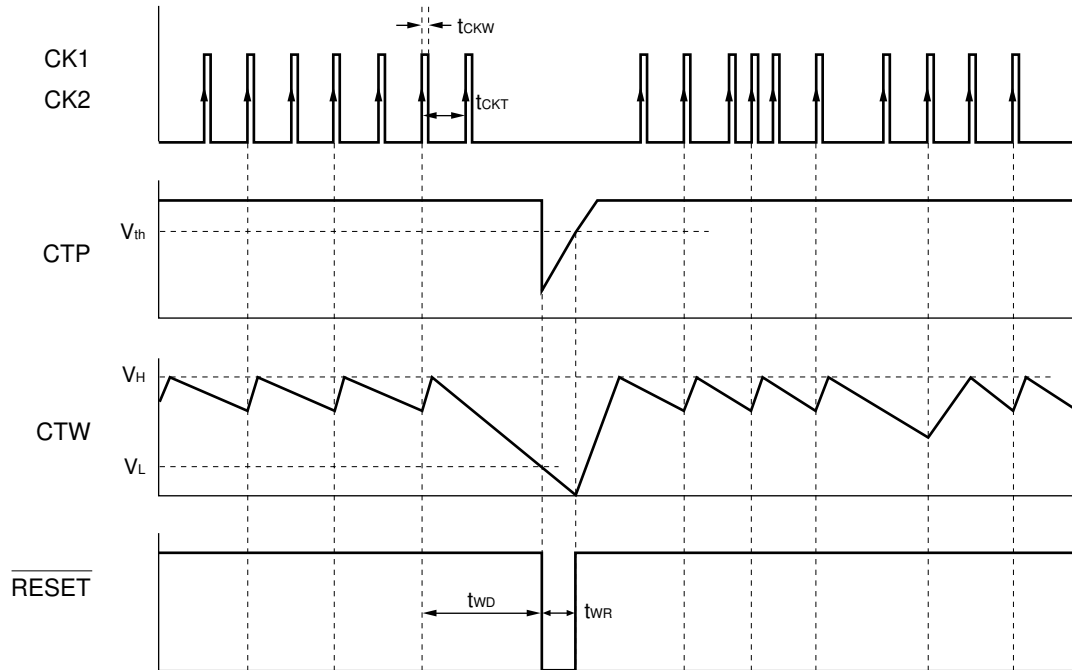 tCKW
CK1
CK2
tCKT
Vth
CTP
VH
CTW
VL
RESET
tWD
tWR